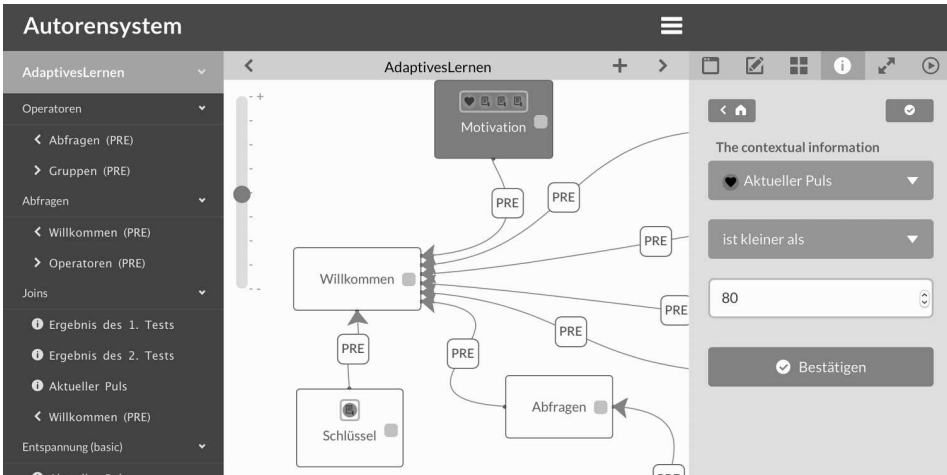 Autorensystem
AdaptivesLernen
Operatoren
Abfragen (PRE)
Gruppen (PRE)
Abfragen
Willkommen (PRE)
Operatoren (PRE)
Joins
Ergebnis des 1. Tests
Ergebnis des 2. Tests
Aktueller Puls
Willkommen (PRE)
Entspannung (basic)
AdaptivesLernen
Motivation
PRE
PRE
PRE
Willkommen
PRE
PRE
PRE
PRE
Abfragen
Schlüssel
The contextual information
Aktueller Puls
ist kleiner als
80
Bestätigen